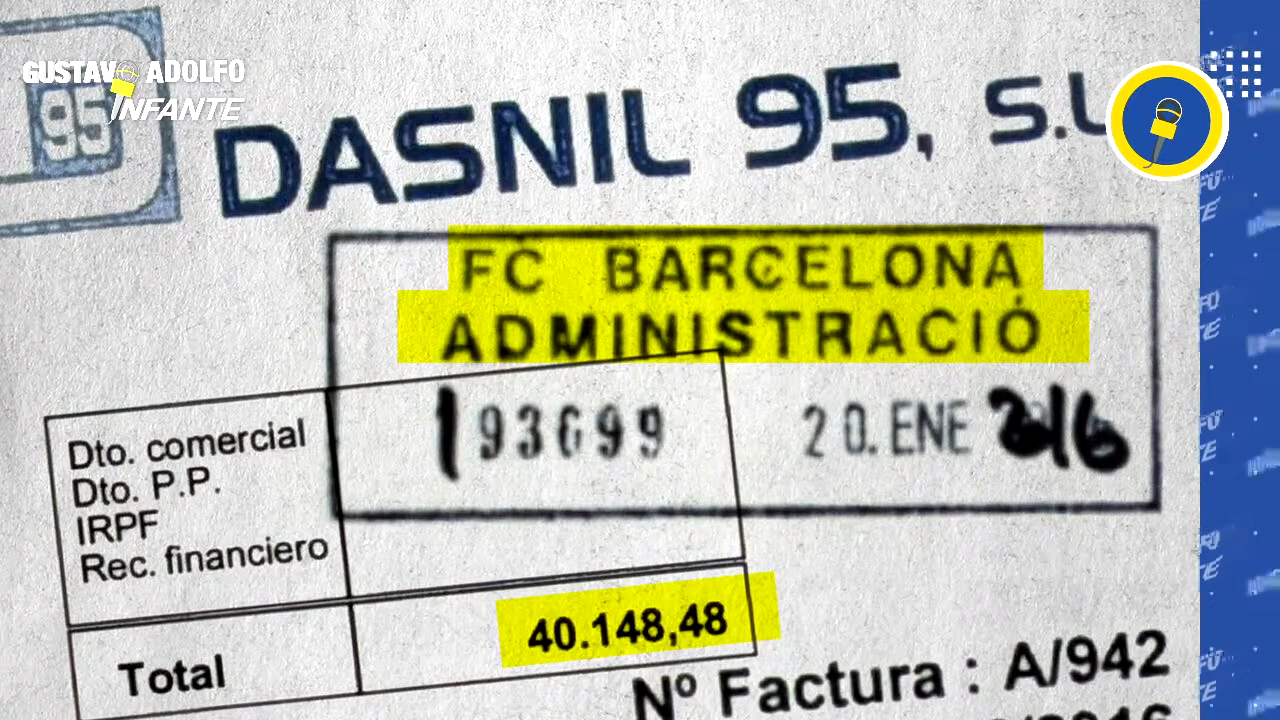 GUSTAVO ADOLFO
INFANTE
95
DASNIL 95, S.L
FC BARCELONA
ADMINISTRACIÓ
193699
20. ENE
Dto. comercial
Dto. P.P.
IRPF
Rec. financiero
Total
40.148,48
Nº Factura : A/942